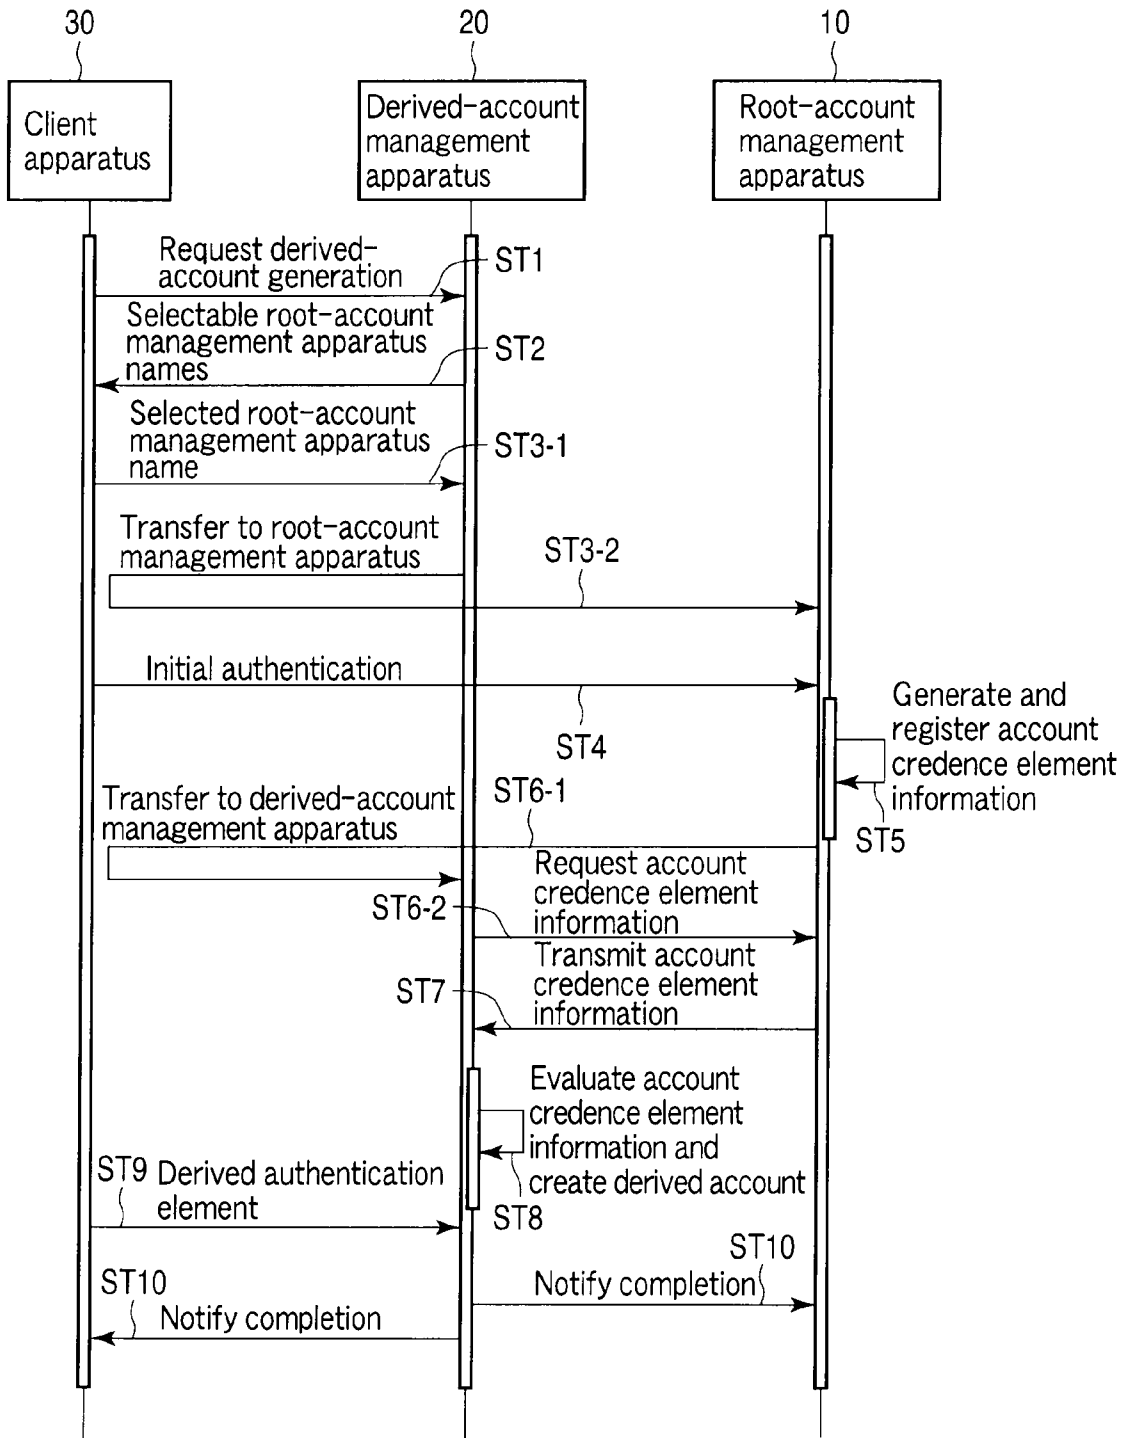 30
20
10
Client
apparatus
Derived-account
management
apparatus
Root-account
management
apparatus
Request derived-
account generation
ST1
Selectable root-account
management apparatus
names
ST2
Selected root-account
management apparatus
name
ST3-1
Transfer to root-account
management apparatus
ST3-2
Initial authentication
ST4
Generate and
register account
credence element
information
ST5
Transfer to derived-account
management apparatus
ST6-1
Request account
credence element
information
ST6-2
Transmit account
credence element
information
ST7
Evaluate account
credence element
information and
create derived account
ST8
ST9
Derived authentication
element
ST10
Notify completion
ST10
Notify completion